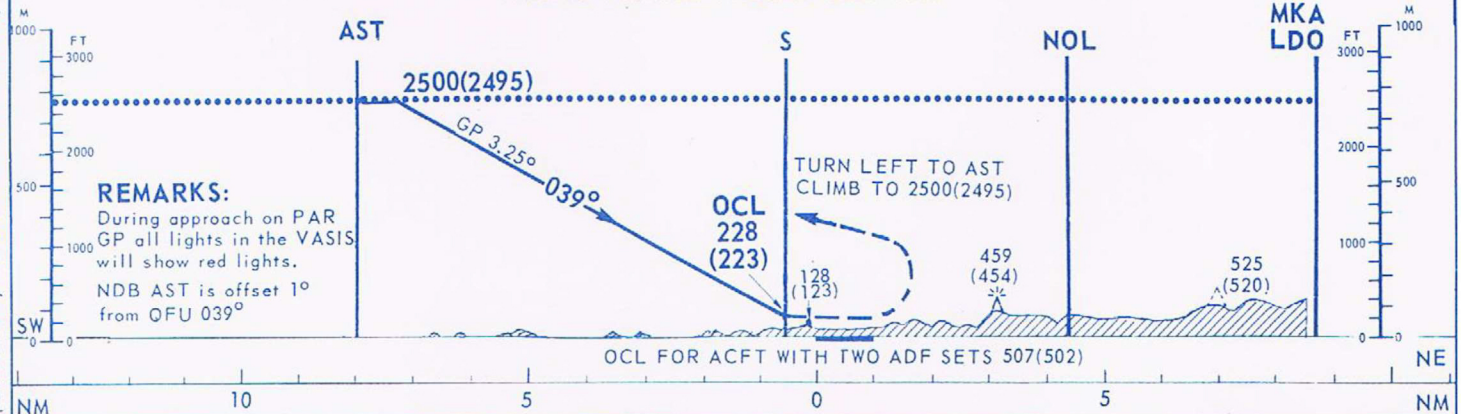 M
1000
FT
3000
2000
500
1000
0
0
SW
AST
2500(2495)
GP 3.25°
039°
REMARKS:
During approach on PAR
GP all lights in the VASIS
will show red lights.
NDB AST is offset 1°
from QFU 039°
S
OCL
228
(223)
128
(123)
TURN LEFT TO AST
CLIMB TO 2500(2495)
NOL
459
(454)
525
(520)
MKA
LDO
FT
3000
2000
1000
0
M
1000
500
0
NE
OCL FOR ACFT WITH TWO ADF SETS 507(502)
NM
10
5
0
5
NM